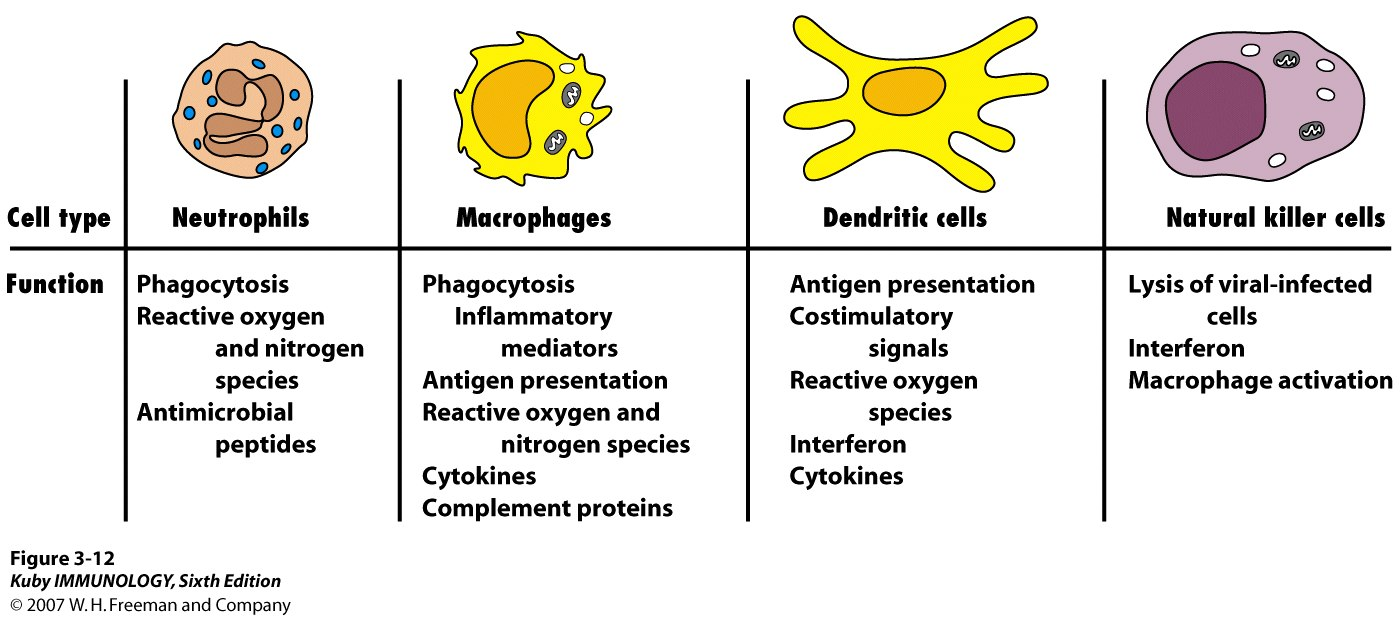 Cell type
Neutrophils
Macrophages
Dendritic cells
Natural killer cells
Function
Phagocytosis
Reactive oxygen
and nitrogen
species
Antimicrobial
peptides
Phagocytosis
Inflammatory
mediators
Antigen presentation
Reactive oxygen and
nitrogen species
Cytokines
Complement proteins
Antigen presentation
Costimulatory
signals
Reactive oxygen
species
Interferon
Cytokines
Lysis of viral-infected
cells
Interferon
Macrophage activation
Figure 3-12
Kuby IMMUNOLOGY, Sixth Edition
© 2007 W. H. Freeman and Company